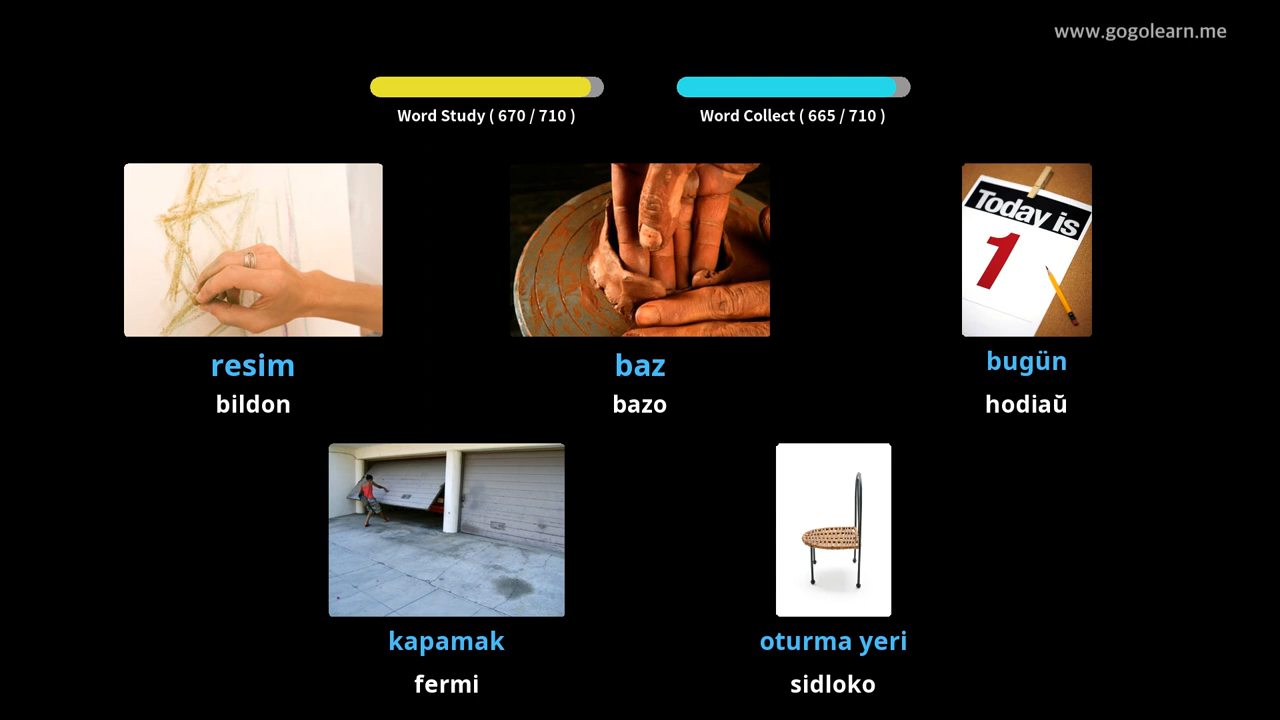 www.gogolearn.me
Word Study ( 670 / 710 )
Word Collect ( 665 / 710 )
Today is
1
resim
baz
bugün
bildon
bazo
hodiaŭ
kapamak
oturma yeri
fermi
sidloko